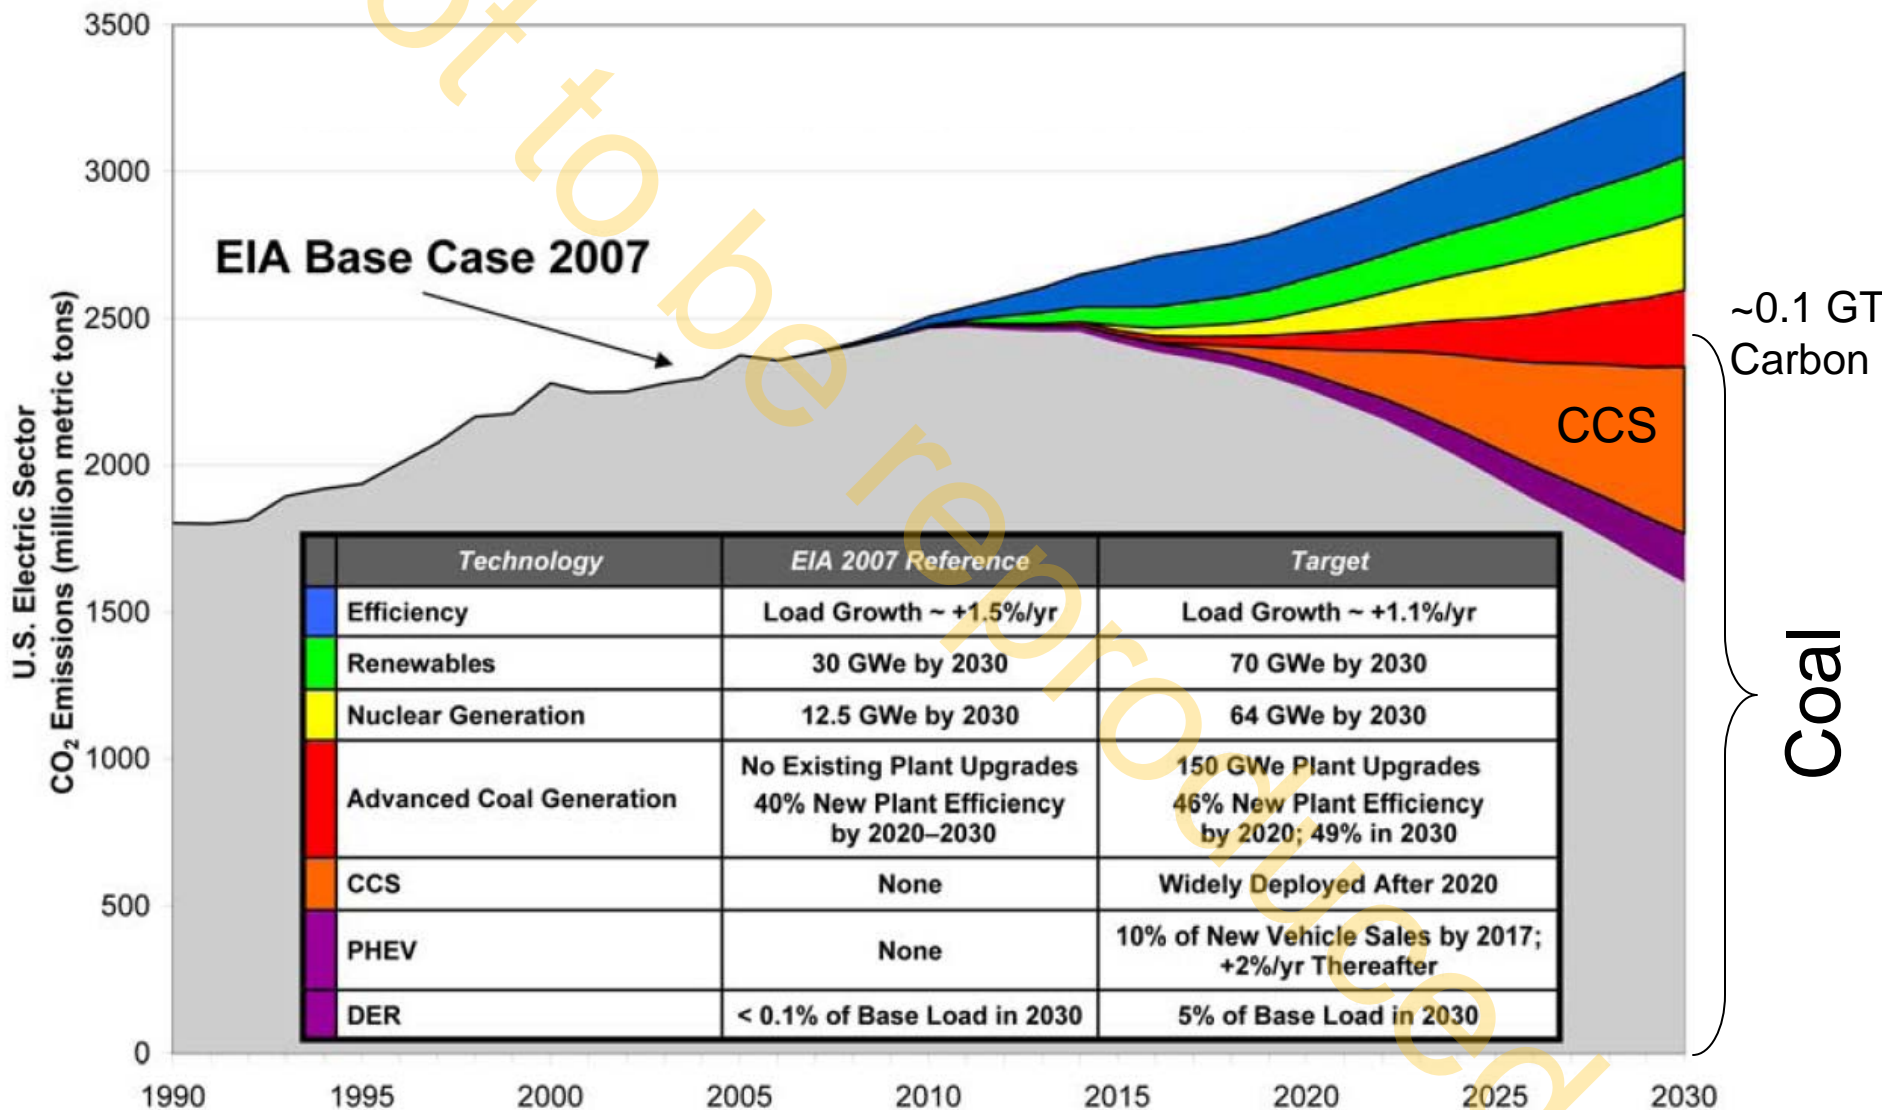 not to be reproduced
3500
3000
2500
2000
1500
1000
500
0
U.S. Electric Sector
CO₂ Emissions (million metric tons)
EIA Base Case 2007
~0.1 GT
Carbon
CCS
Coal
Technology EIA 2007 Reference Target
Efficiency Load Growth ~ +1.5%/yr Load Growth ~ +1.1%/yr
Renewables 30 GWe by 2030 70 GWe by 2030
Nuclear Generation 12.5 GWe by 2030 64 GWe by 2030
Advanced Coal Generation
No Existing Plant Upgrades
40% New Plant Efficiency
by 2020–2030
150 GWe Plant Upgrades
46% New Plant Efficiency
by 2020; 49% in 2030
CCS None Widely Deployed After 2020
PHEV None
10% of New Vehicle Sales by 2017;
+2%/yr Thereafter
DER < 0.1% of Base Load in 2030 5% of Base Load in 2030
1990 1995 2000 2005 2010 2015 2020 2025 2030